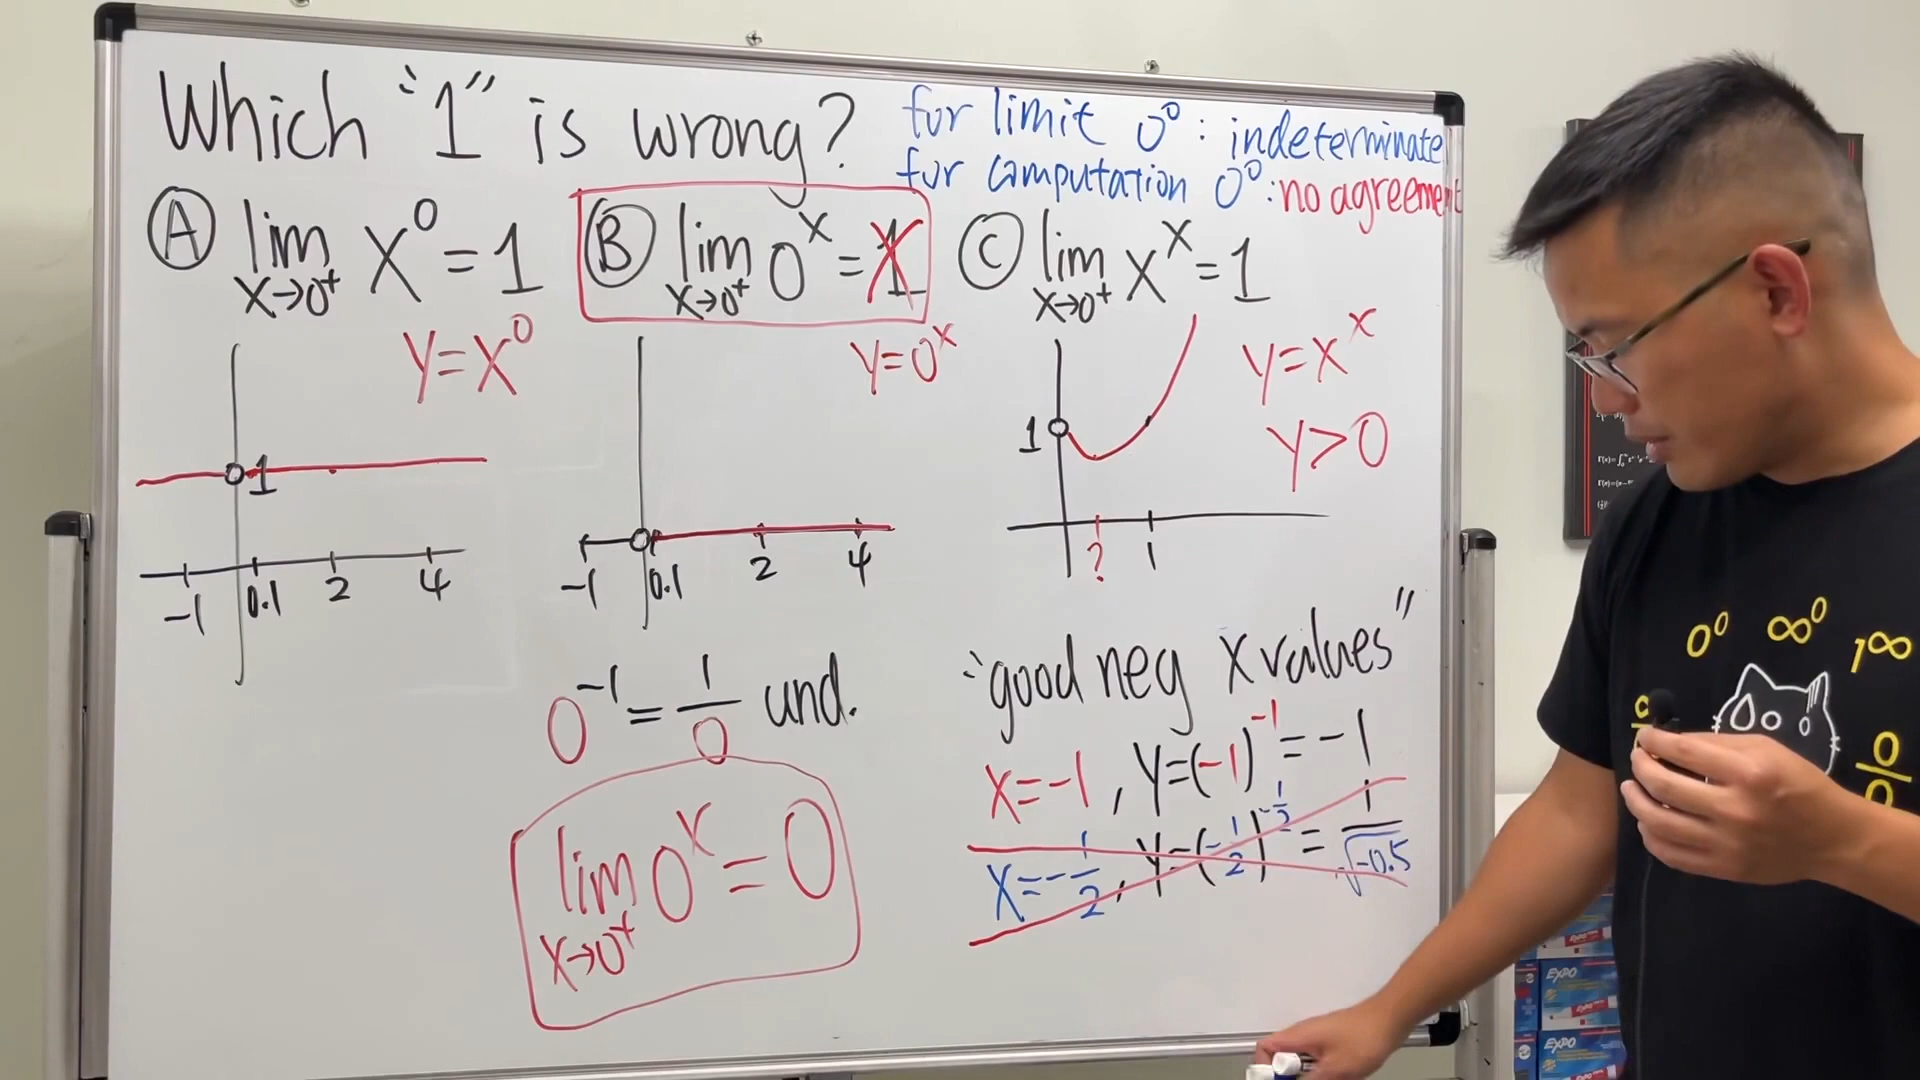 Which "1" is wrong?
for limit 0⁰ : indeterminate
for computation 0⁰ : no agreement
Ⓐ lim x→0⁺ x⁰ = 1
Ⓑ lim x→0⁺ 0ˣ = 1
Ⓒ lim x→0⁺ xˣ = 1
y=x⁰
1
-1 0.1 2 4
y=0ˣ
-1 0.1 2 4
y=xˣ
y>0
1
? 1
0⁻¹ = 1/0 und.
lim x→0⁺ 0ˣ = 0
"good neg x values"
x=-1, y=(-1)⁻¹ = -1
x=-1/2, y=(-1/2)^(-1/2) = 1/√-0.5
0⁰ ∞⁰ 1^∞
0/0
EXPO
EXPO